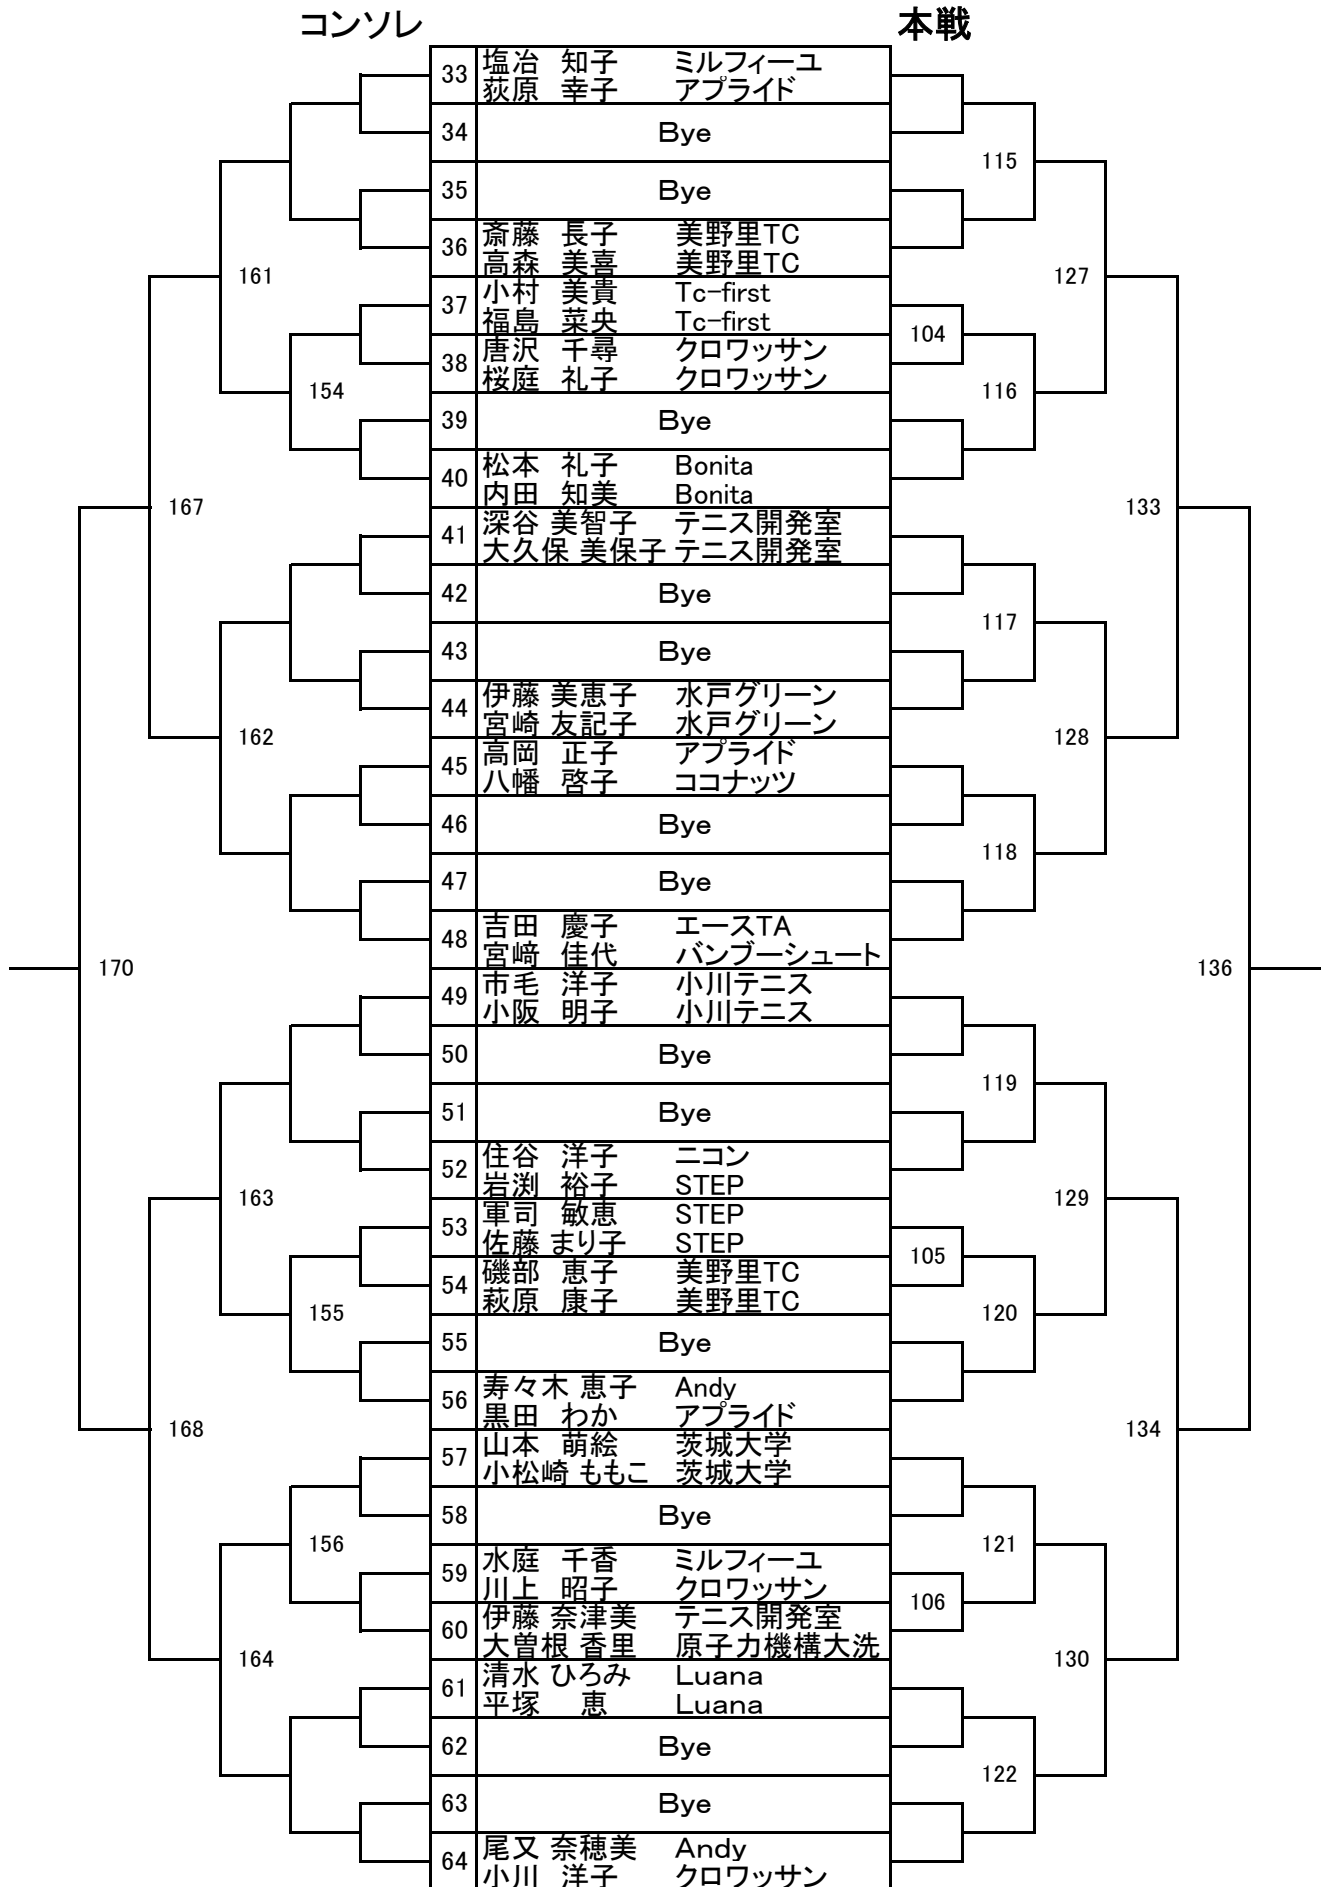 コンソレ 本戦
33 塩冶 知子 ミルフィーユ
荻原 幸子 アプライド
34 Bye
115
35 Bye
36 斎藤 長子 美野里TC
高森 美喜 美野里TC
161 127
37 小村 美貴 Tc-first
福島 菜央 Tc-first
104
38 唐沢 千尋 クロワッサン
桜庭 礼子 クロワッサン
154 116
39 Bye
40 松本 礼子 Bonita
内田 知美 Bonita
167 133
41 深谷 美智子 テニス開発室
大久保 美保子 テニス開発室
42 Bye
117
43 Bye
44 伊藤 美恵子 水戸グリーン
宮崎 友記子 水戸グリーン
162 128
45 高岡 正子 アプライド
八幡 啓子 ココナッツ
46 Bye
118
47 Bye
48 吉田 慶子 エースTA
宮﨑 佳代 バンブーシュート
170 136
49 市毛 洋子 小川テニス
小阪 明子 小川テニス
50 Bye
119
51 Bye
52 住谷 洋子 ニコン
岩渕 裕子 STEP
163 129
53 軍司 敏恵 STEP
佐藤 まり子 STEP
105
54 磯部 恵子 美野里TC
萩原 康子 美野里TC
155 120
55 Bye
56 寿々木 恵子 Andy
黒田 わか アプライド
168 134
57 山本 萌絵 茨城大学
小松崎 ももこ 茨城大学
58 Bye
156 121
59 水庭 千香 ミルフィーユ
川上 昭子 クロワッサン
106
60 伊藤 奈津美 テニス開発室
大曽根 香里 原子力機構大洗
164 130
61 清水 ひろみ Luana
平塚 恵 Luana
62 Bye
122
63 Bye
64 尾又 奈穂美 Andy
小川 洋子 クロワッサン